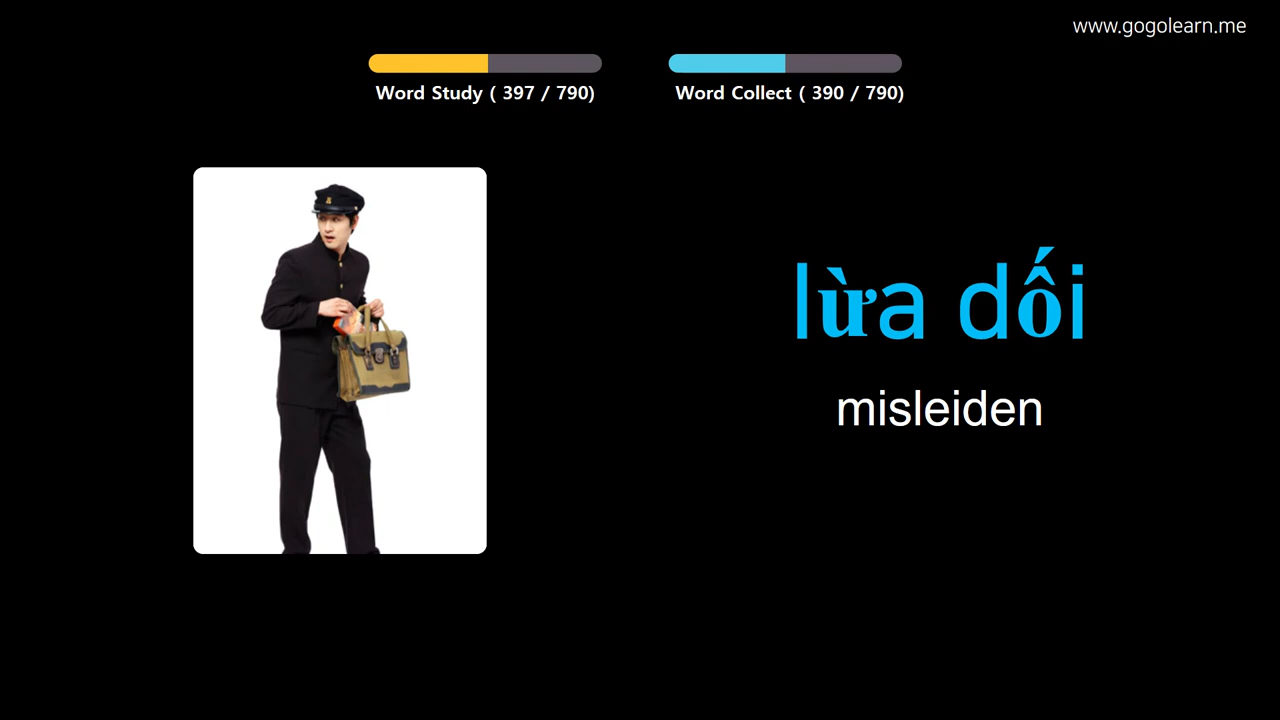 www.gogolearn.me
Word Study ( 397 / 790)
Word Collect ( 390 / 790)
lừa dối
misleiden